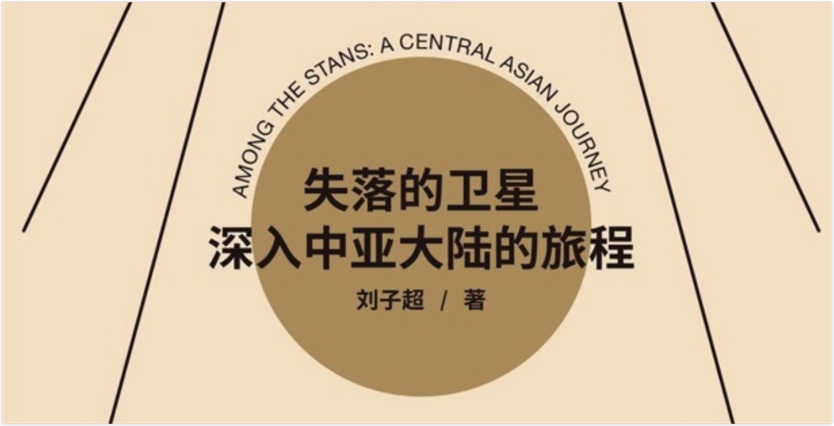 AMONG THE STANS: A CENTRAL ASIAN JOURNEY
失落的卫星
深入中亚大陆的旅程
刘子超 / 著